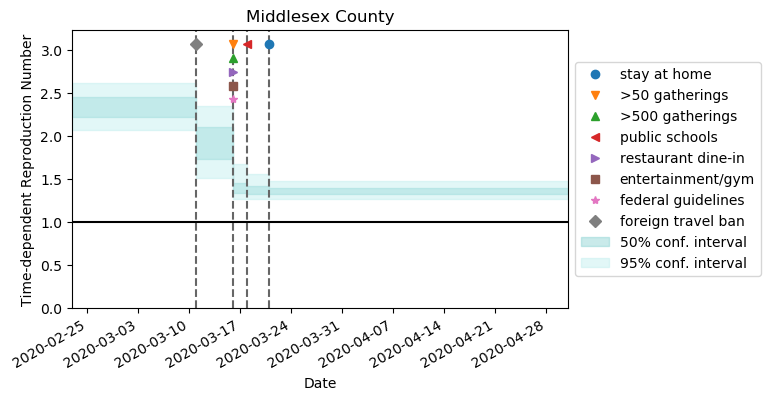 Middlesex County
Time-dependent Reproduction Number
3.0
2.5
2.0
1.5
1.0
0.5
0.0
2020-02-25
2020-03-03
2020-03-10
2020-03-17
2020-03-24
2020-03-31
2020-04-07
2020-04-14
2020-04-21
2020-04-28
Date
stay at home
>50 gatherings
>500 gatherings
public schools
restaurant dine-in
entertainment/gym
federal guidelines
foreign travel ban
50% conf. interval
95% conf. interval